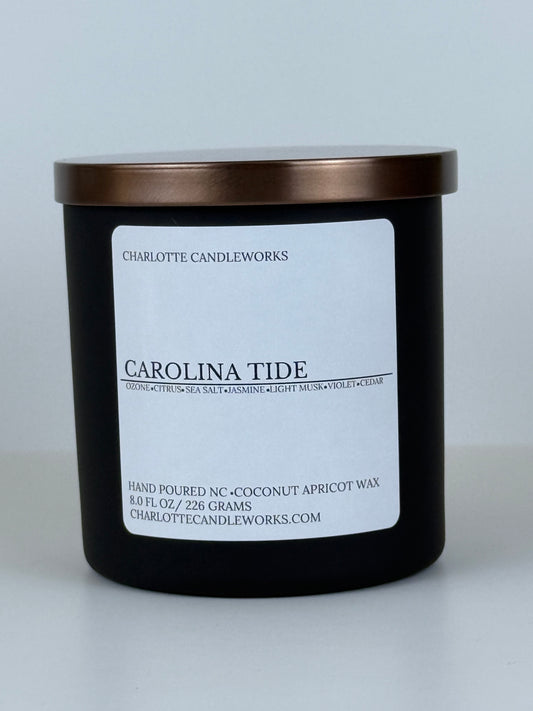 CHARLOTTE CANDLEWORKS
CAROLINA TIDE
OZONE•CITRUS•SEA SALT•JASMINE•LIGHT MUSK•VIOLET•CEDAR
HAND POURED NC •COCONUT APRICOT WAX
8.0 FL OZ/ 226 GRAMS
CHARLOTTECANDLEWORKS.COM